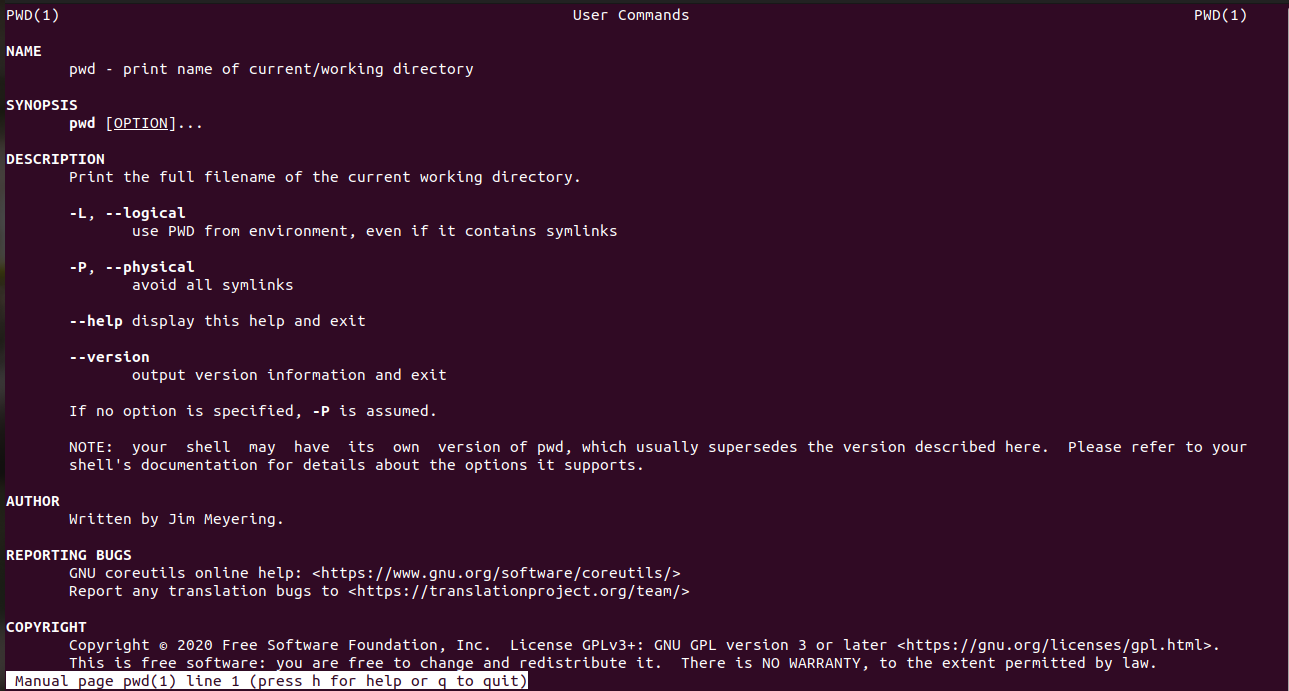 PWD(1) User Commands PWD(1)
NAME
pwd - print name of current/working directory
SYNOPSIS
pwd [OPTION]...
DESCRIPTION
Print the full filename of the current working directory.
-L, --logical
use PWD from environment, even if it contains symlinks
-P, --physical
avoid all symlinks
--help display this help and exit
--version
output version information and exit
If no option is specified, -P is assumed.
NOTE:  your  shell  may  have  its  own  version of pwd, which usually supersedes the version described here.  Please refer to your
shell's documentation for details about the options it supports.
AUTHOR
Written by Jim Meyering.
REPORTING BUGS
GNU coreutils online help: <https://www.gnu.org/software/coreutils/>
Report any translation bugs to <https://translationproject.org/team/>
COPYRIGHT
Copyright © 2020 Free Software Foundation, Inc.  License GPLv3+: GNU GPL version 3 or later <https://gnu.org/licenses/gpl.html>.
This is free software: you are free to change and redistribute it.  There is NO WARRANTY, to the extent permitted by law.
Manual page pwd(1) line 1 (press h for help or q to quit)